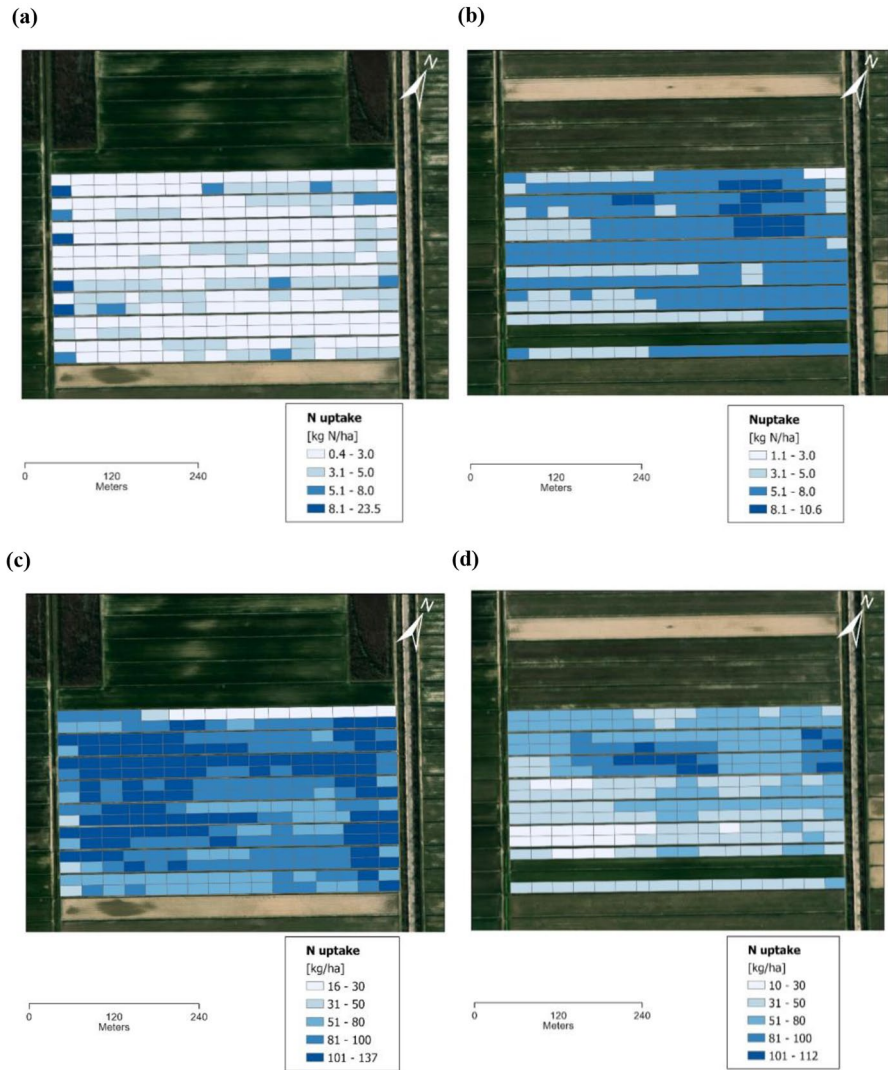 (a)
(b)
N
N
N uptake
[kg N/ha]
0.4 - 3.0
3.1 - 5.0
5.1 - 8.0
8.1 - 23.5
0 120 240
Meters
Nuptake
[kg N/ha]
1.1 - 3.0
3.1 - 5.0
5.1 - 8.0
8.1 - 10.6
0 120 240
Meters
(c)
(d)
N
N
N uptake
[kg/ha]
16 - 30
31 - 50
51 - 80
81 - 100
101 - 137
0 120 240
Meters
N uptake
[kg/ha]
10 - 30
31 - 50
51 - 80
81 - 100
101 - 112
0 120 240
Meters